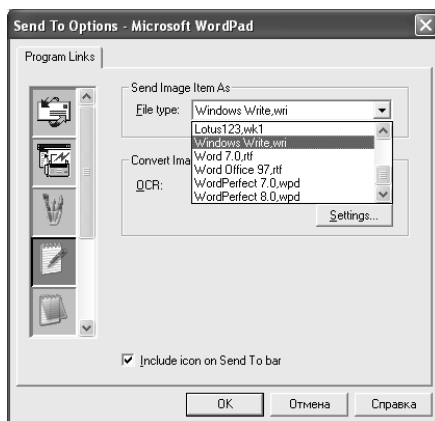 Send To Options - Microsoft WordPad
Program Links
Send Image Item As
File type:
Windows Write,wri
Lotus123,wk1
Windows Write,wri
Word 7.0,rtf
Word Office 97,rtf
WordPerfect 7.0,wpd
WordPerfect 8.0,wpd
Convert Ima
OCR:
Settings...
Include icon on Send To bar
OK
Отмена
Справка